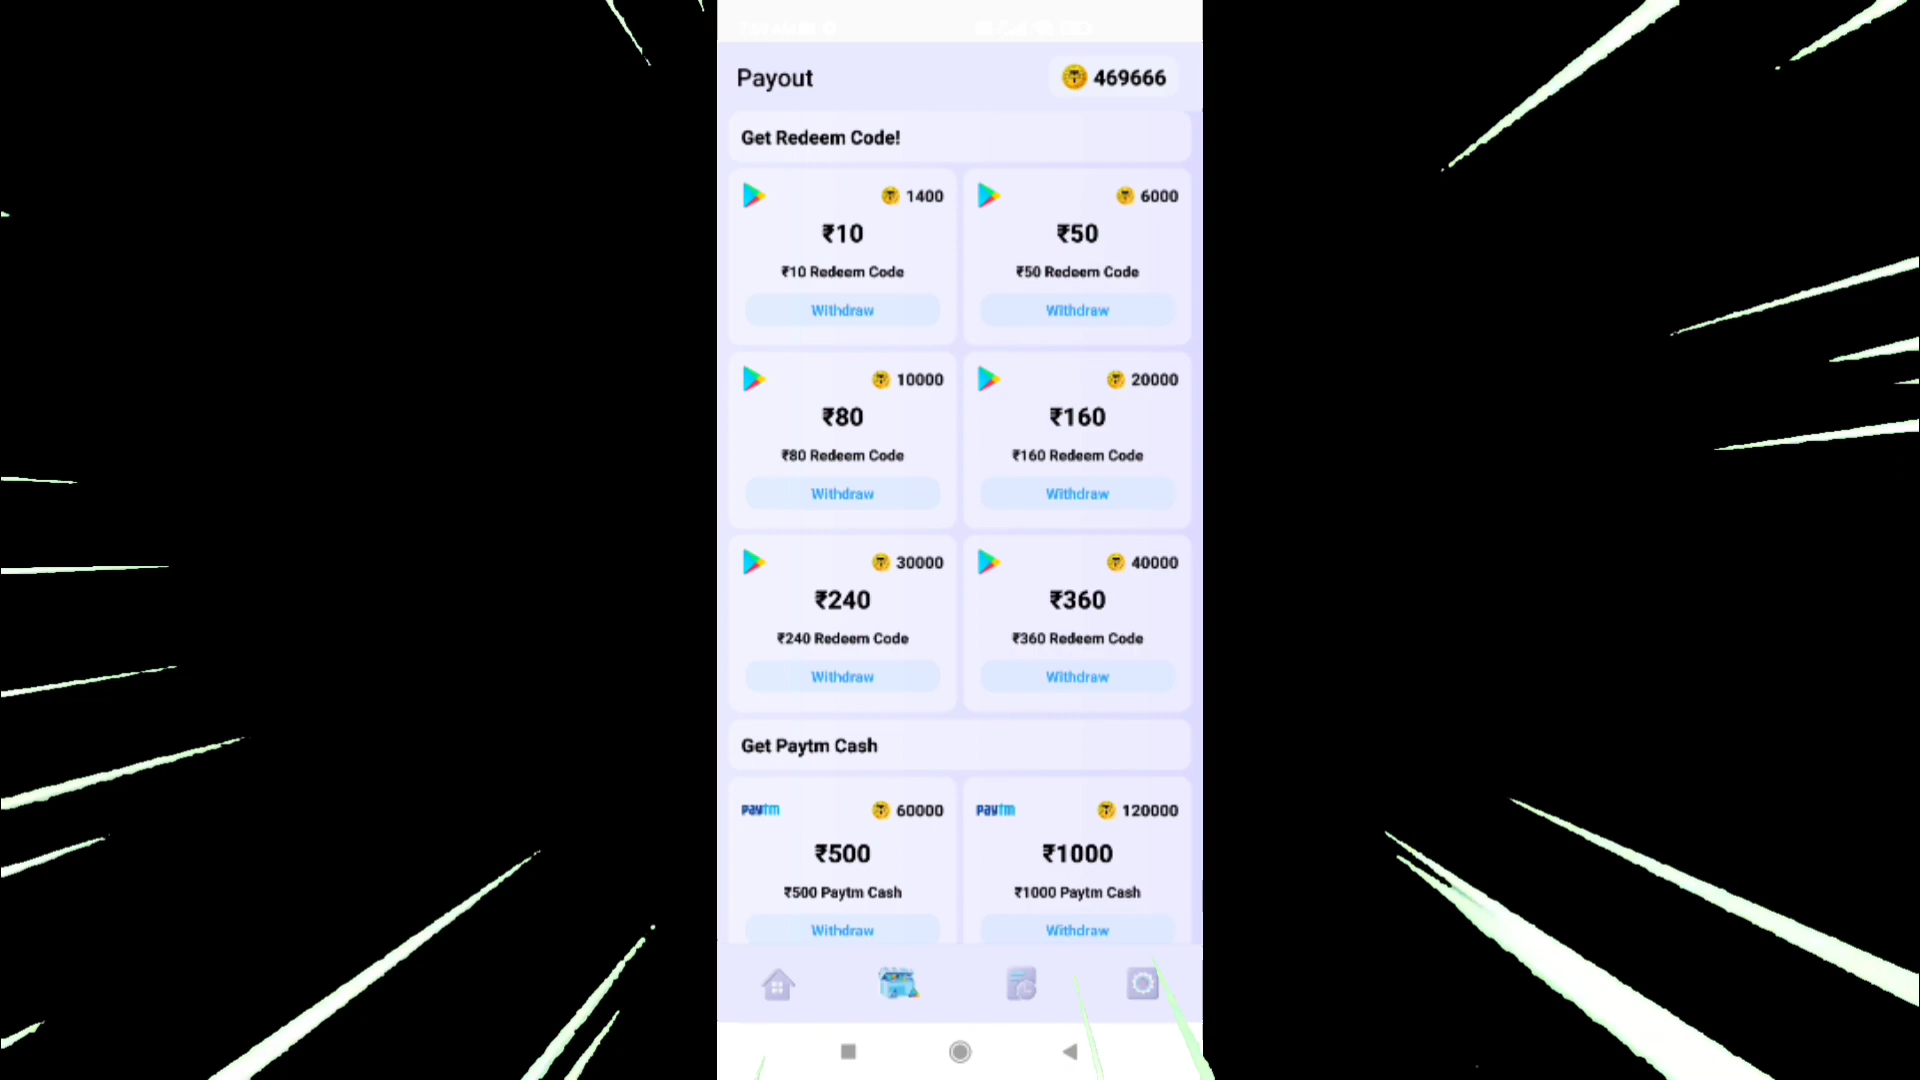 Payout
469666
Get Redeem Code!
1400
₹10
₹10 Redeem Code
Withdraw
6000
₹50
₹50 Redeem Code
Withdraw
10000
₹80
₹80 Redeem Code
Withdraw
20000
₹160
₹160 Redeem Code
Withdraw
30000
₹240
₹240 Redeem Code
Withdraw
40000
₹360
₹360 Redeem Code
Withdraw
Get Paytm Cash
paytm
60000
₹500
₹500 Paytm Cash
Withdraw
paytm
120000
₹1000
₹1000 Paytm Cash
Withdraw